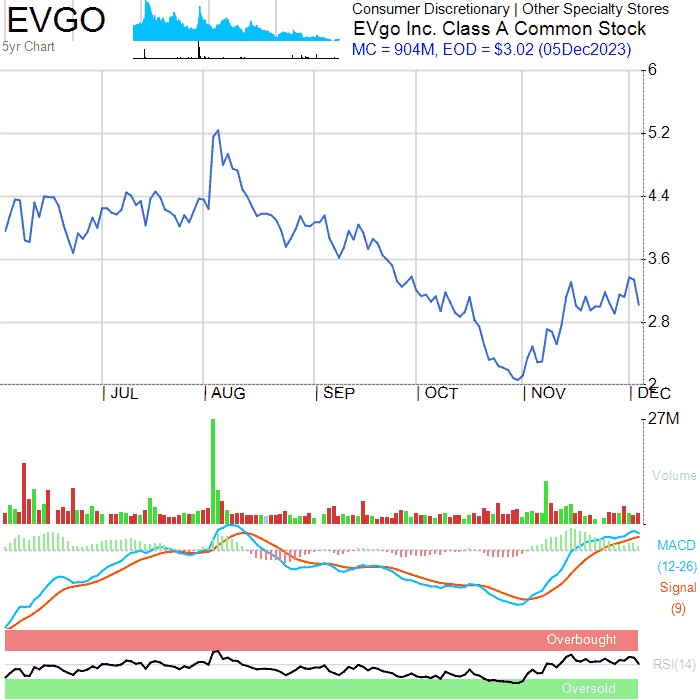 EVGO
5yr Chart
Consumer Discretionary | Other Specialty Stores
EVgo Inc. Class A Common Stock
MC = 904M, EOD = $3.02 (05Dec2023)
6
5.2
4.4
3.6
2.8
2
| JUL | AUG | SEP | OCT | NOV | DEC
27M
Volume
MACD
(12-26)
Signal
(9)
Overbought
RSI(14)
Oversold